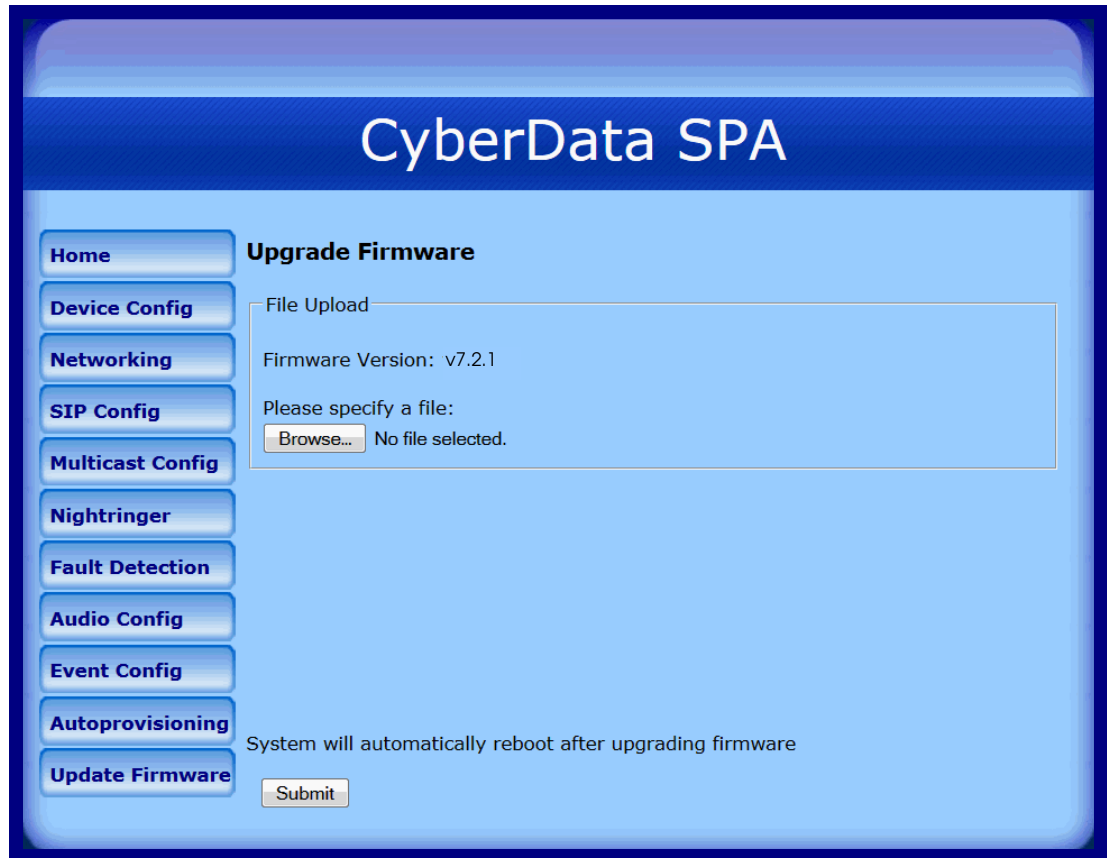 CyberData SPA
Home
Device Config
Networking
SIP Config
Multicast Config
Nightringer
Fault Detection
Audio Config
Event Config
Autoprovisioning
Update Firmware
Upgrade Firmware
File Upload
Firmware Version: v7.2.1
Please specify a file:
Browse... No file selected.
System will automatically reboot after upgrading firmware
Submit